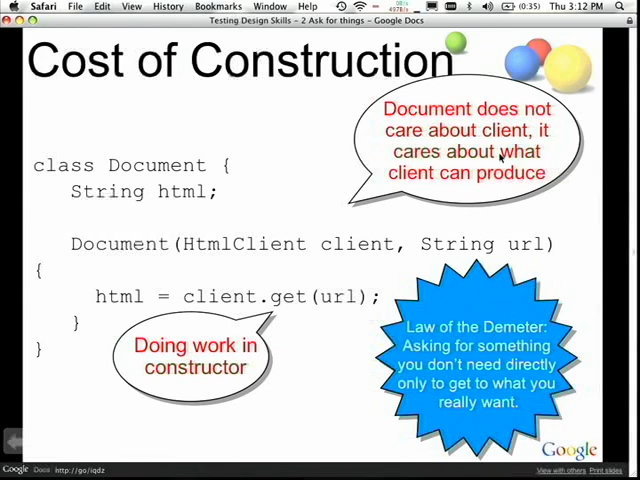 Safari File Edit View History Bookmarks Window Help (0:35) Thu 3:12 PM
Testing Design Skills - 2 Ask for things - Google Docs
Cost of Construction
Document does not
care about client, it
cares about what
client can produce
class Document {
String html;
Document(HtmlClient client, String url)
{
html = client.get(url);
}
}
Doing work in
constructor
Law of the Demeter:
Asking for something
you don't need directly
only to get to what you
really want.
Google
Google Docs: http://go/iqdz View with others Print slides